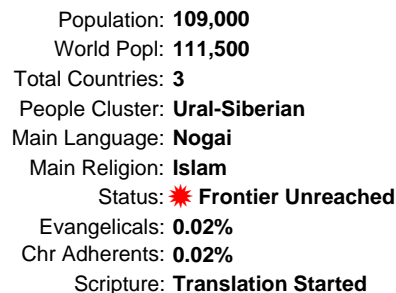 Population: 109,000
World Popl: 111,500
Total Countries: 3
People Cluster: Ural-Siberian
Main Language: Nogai
Main Religion: Islam
Status: Frontier Unreached
Evangelicals: 0.02%
Chr Adherents: 0.02%
Scripture: Translation Started